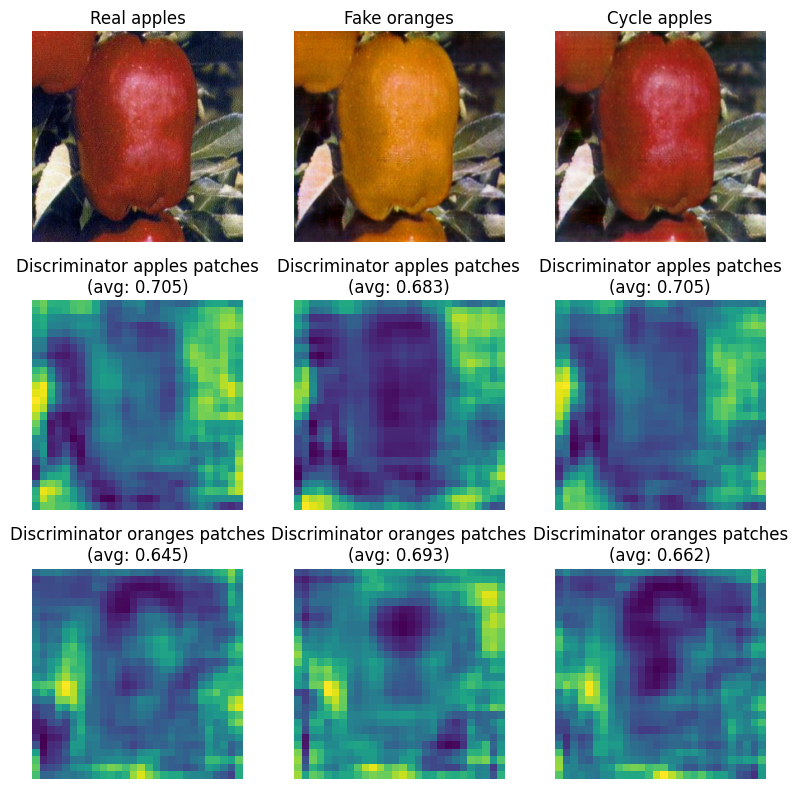 Real apples
Fake oranges
Cycle apples
Discriminator apples patches
(avg: 0.705)
Discriminator apples patches
(avg: 0.683)
Discriminator apples patches
(avg: 0.705)
Discriminator oranges patches
(avg: 0.645)
Discriminator oranges patches
(avg: 0.693)
Discriminator oranges patches
(avg: 0.662)